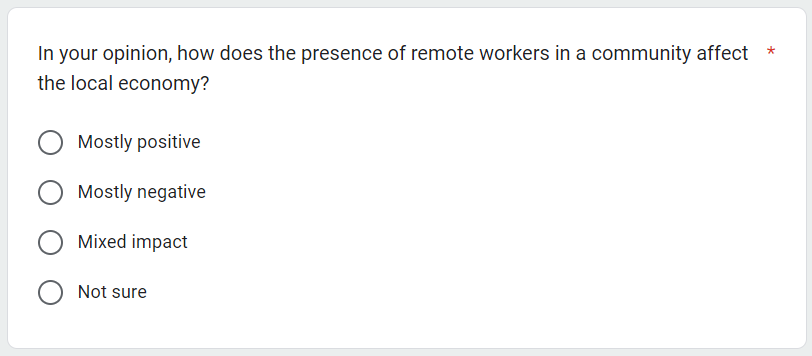 In your opinion, how does the presence of remote workers in a community affect *
the local economy?
Mostly positive
Mostly negative
Mixed impact
Not sure